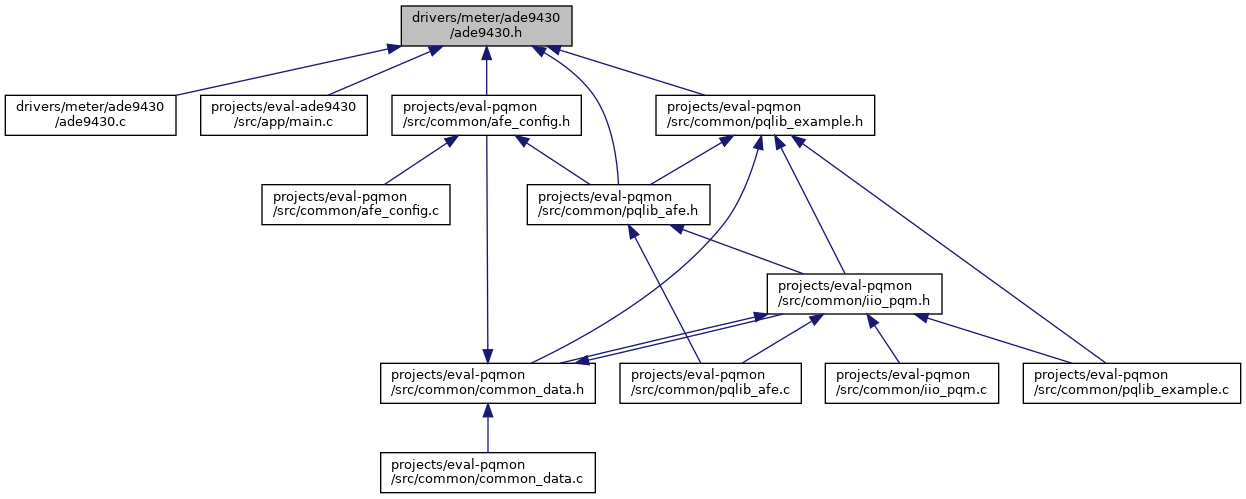 drivers/meter/ade9430
/ade9430.h
drivers/meter/ade9430
/ade9430.c
projects/eval-ade9430
/src/app/main.c
projects/eval-pqmon
/src/common/afe_config.h
projects/eval-pqmon
/src/common/pqlib_example.h
projects/eval-pqmon
/src/common/afe_config.c
projects/eval-pqmon
/src/common/pqlib_afe.h
projects/eval-pqmon
/src/common/iio_pqm.h
projects/eval-pqmon
/src/common/common_data.h
projects/eval-pqmon
/src/common/pqlib_afe.c
projects/eval-pqmon
/src/common/iio_pqm.c
projects/eval-pqmon
/src/common/pqlib_example.c
projects/eval-pqmon
/src/common/common_data.c